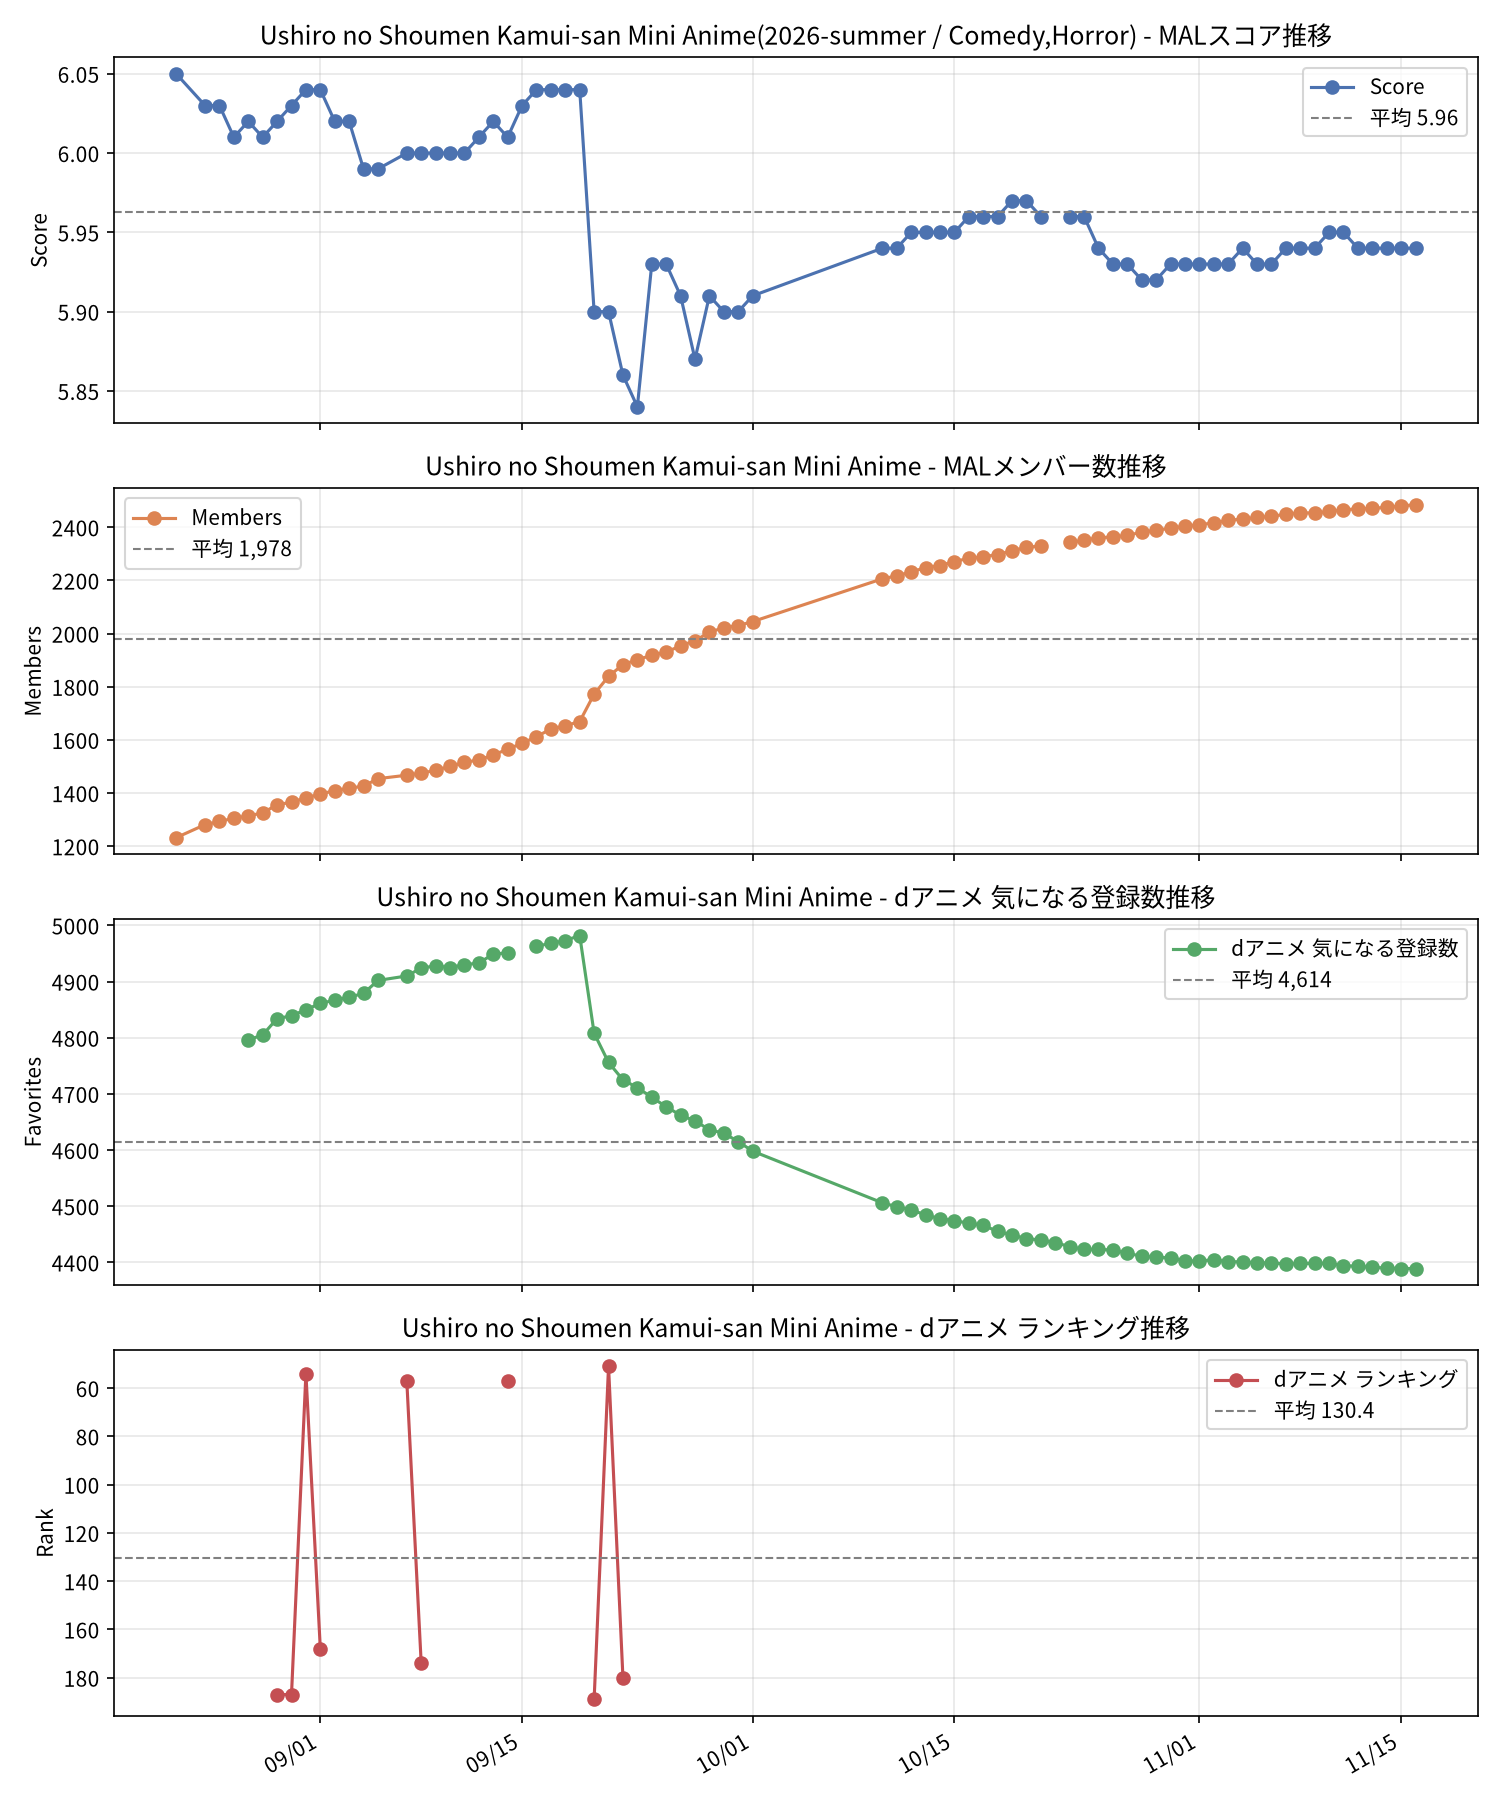 Ushiro no Shoumen Kamui-san Mini Anime(2026-summer / Comedy,Horror) - MALスコア推移
Score
平均 5.96
6.05
6.00
5.95
5.90
5.85
Score
Ushiro no Shoumen Kamui-san Mini Anime - MALメンバー数推移
Members
平均 1,978
2400
2200
2000
1800
1600
1400
1200
Members
Ushiro no Shoumen Kamui-san Mini Anime - dアニメ 気になる登録数推移
dアニメ 気になる登録数
平均 4,614
5000
4900
4800
4700
4600
4500
4400
Favorites
Ushiro no Shoumen Kamui-san Mini Anime - dアニメ ランキング推移
dアニメ ランキング
平均 130.4
60
80
100
120
140
160
180
Rank
09/01
09/15
10/01
10/15
11/01
11/15